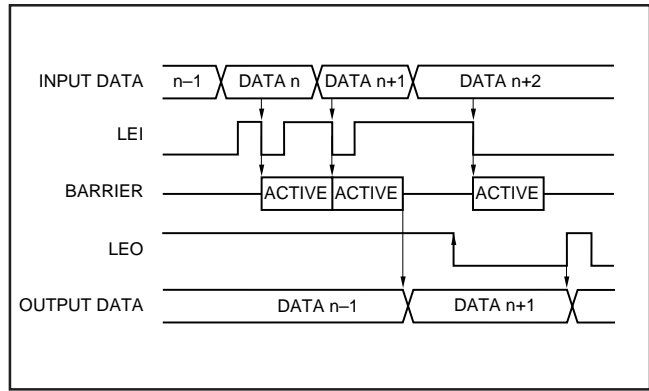 INPUT DATA n–1 DATA n DATA n+1 DATA n+2
LEI
BARRIER ACTIVE ACTIVE ACTIVE
LEO
OUTPUT DATA DATA n–1 DATA n+1